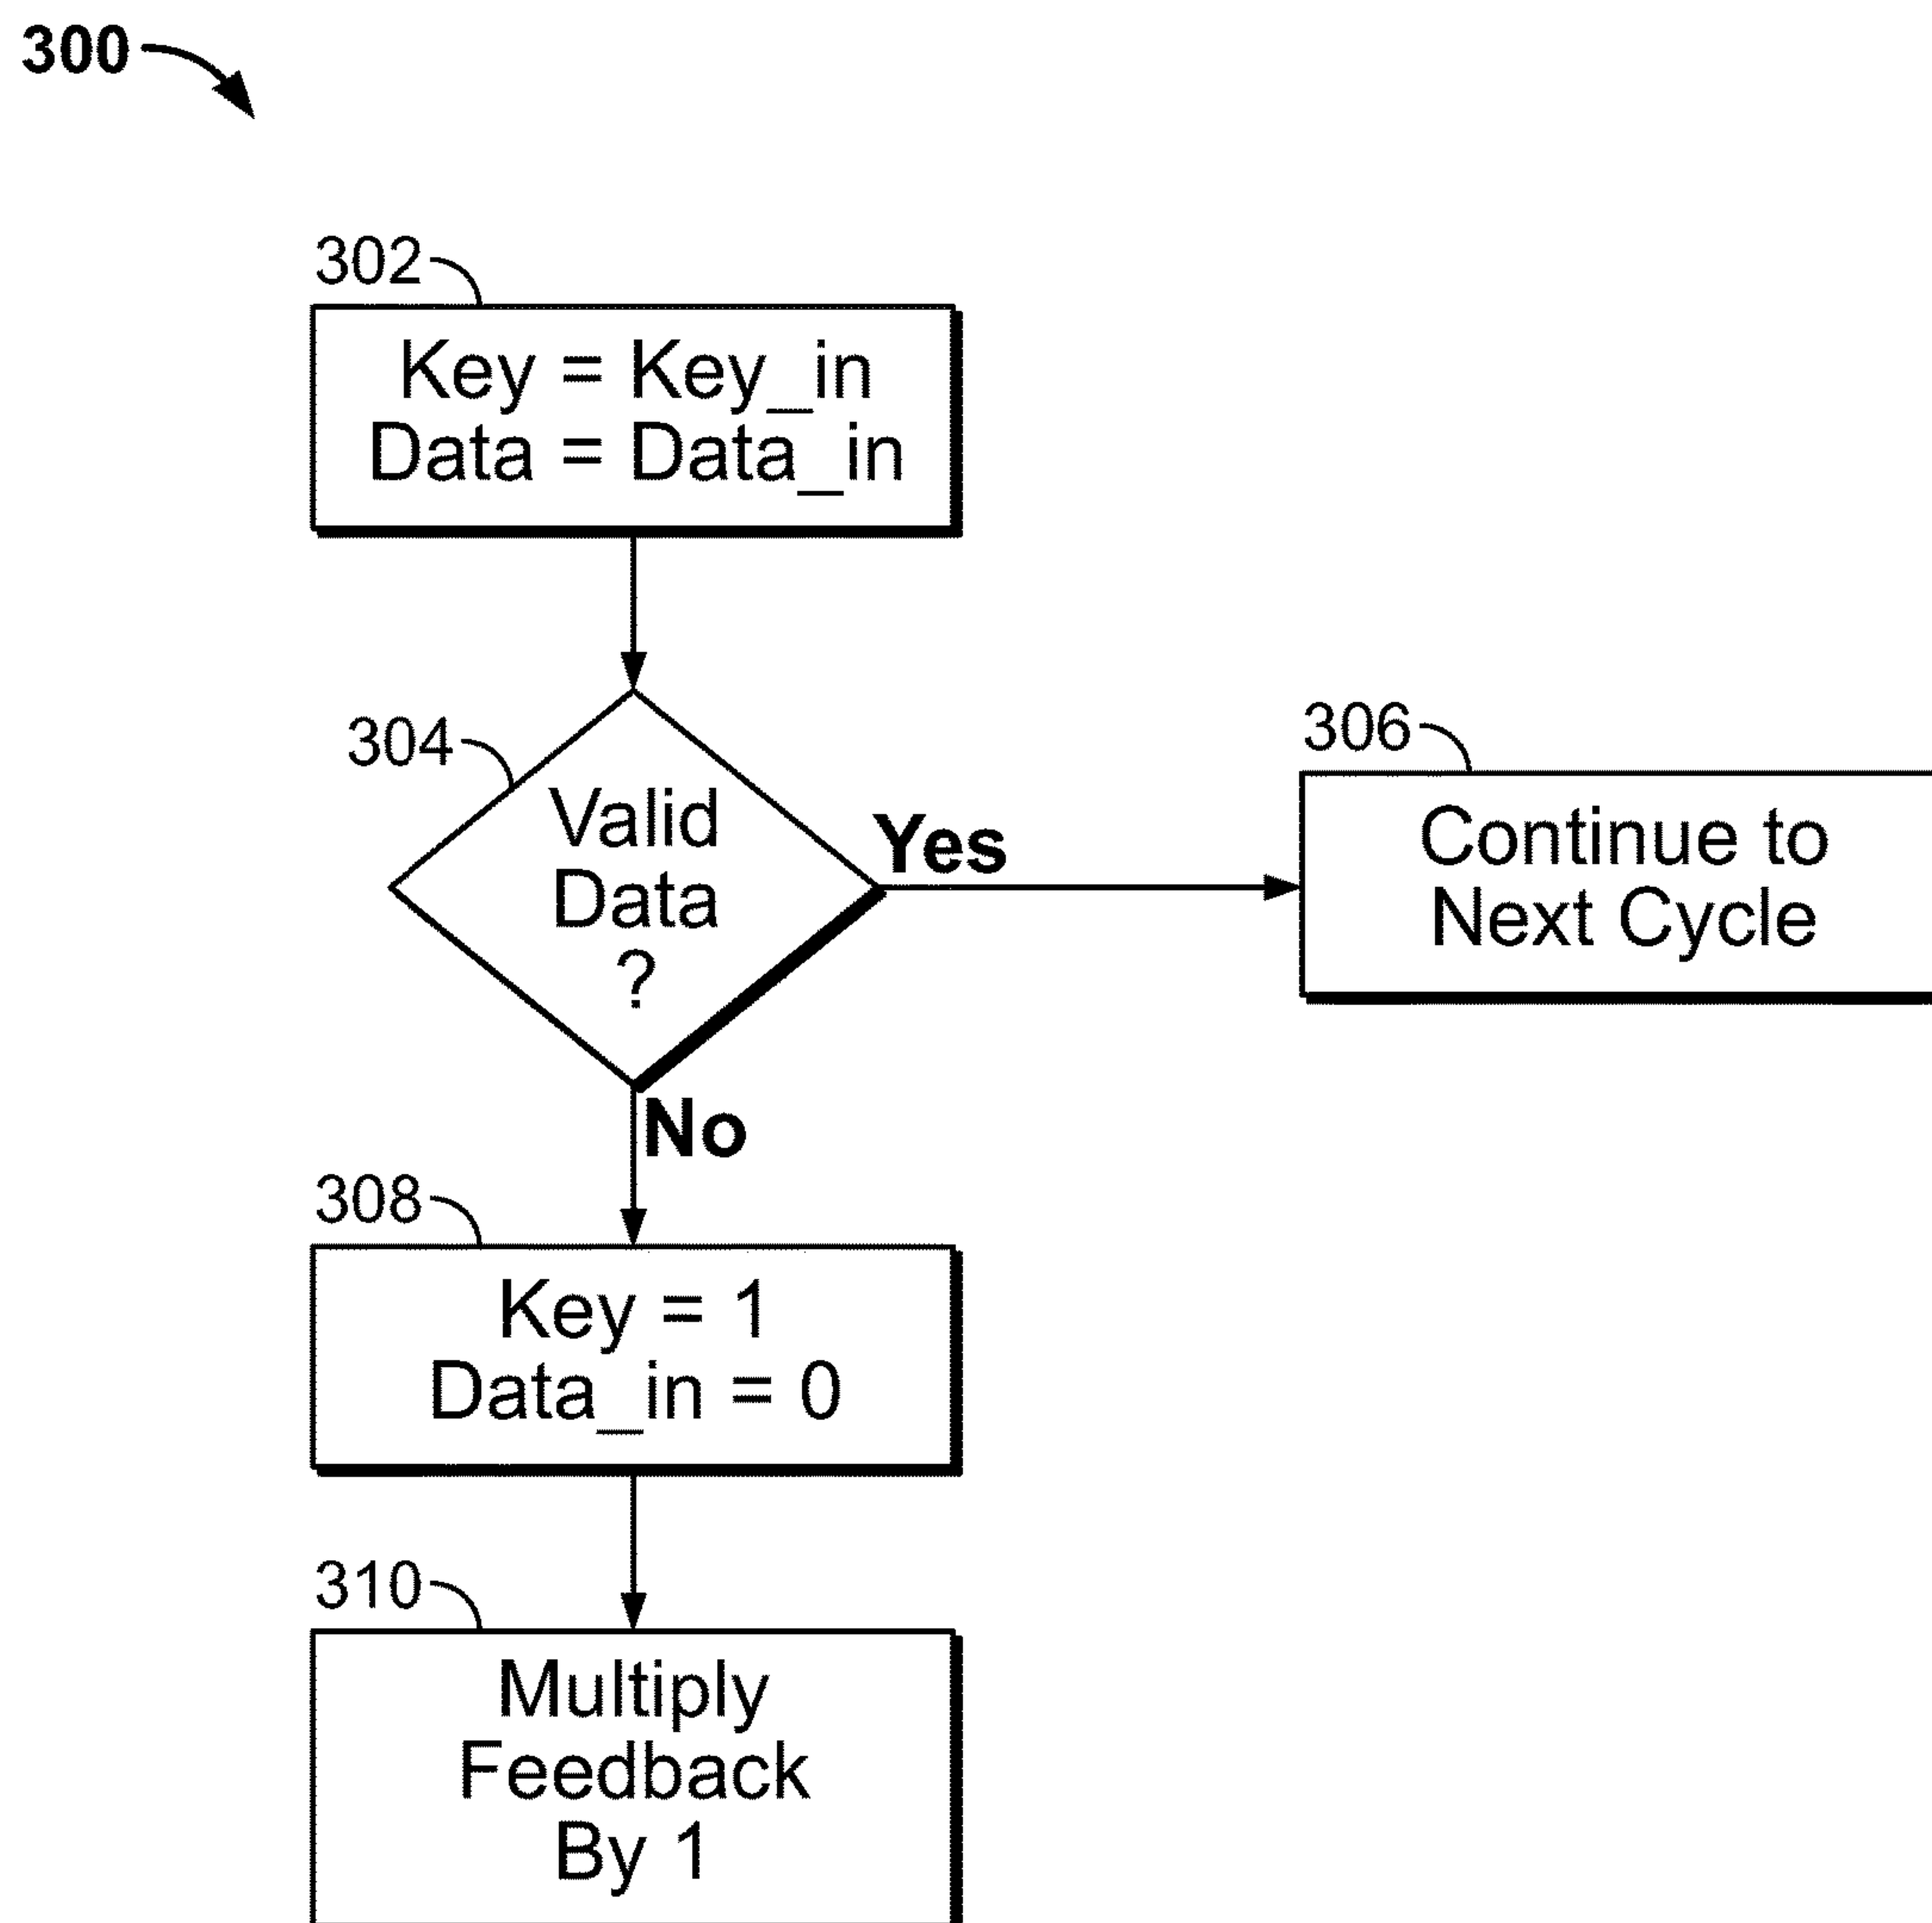 300
302
Key = Key_in
Data = Data_in
304
Valid
Data
?
Yes
306
Continue to
Next Cycle
No
308
Key = 1
Data_in = 0
310
Multiply
Feedback
By 1